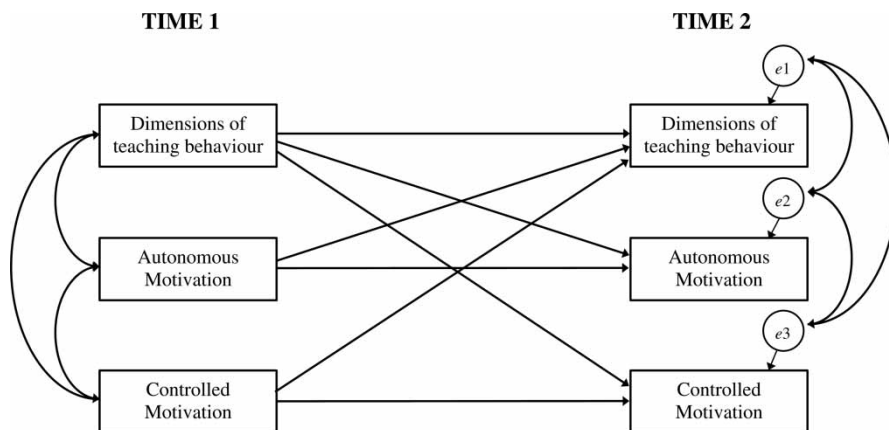 TIME 1
TIME 2
e1
Dimensions of
teaching behaviour
Dimensions of
teaching behaviour
e2
Autonomous
Motivation
Autonomous
Motivation
e3
Controlled
Motivation
Controlled
Motivation